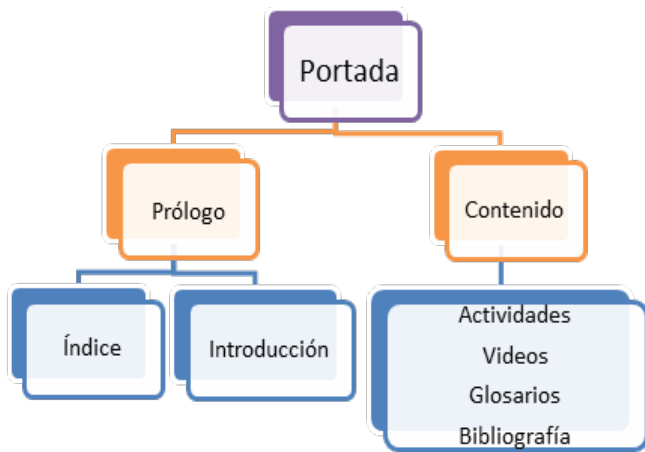 Portada
Prólogo
Contenido
Índice
Introducción
Actividades
Videos
Glosarios
Bibliografía